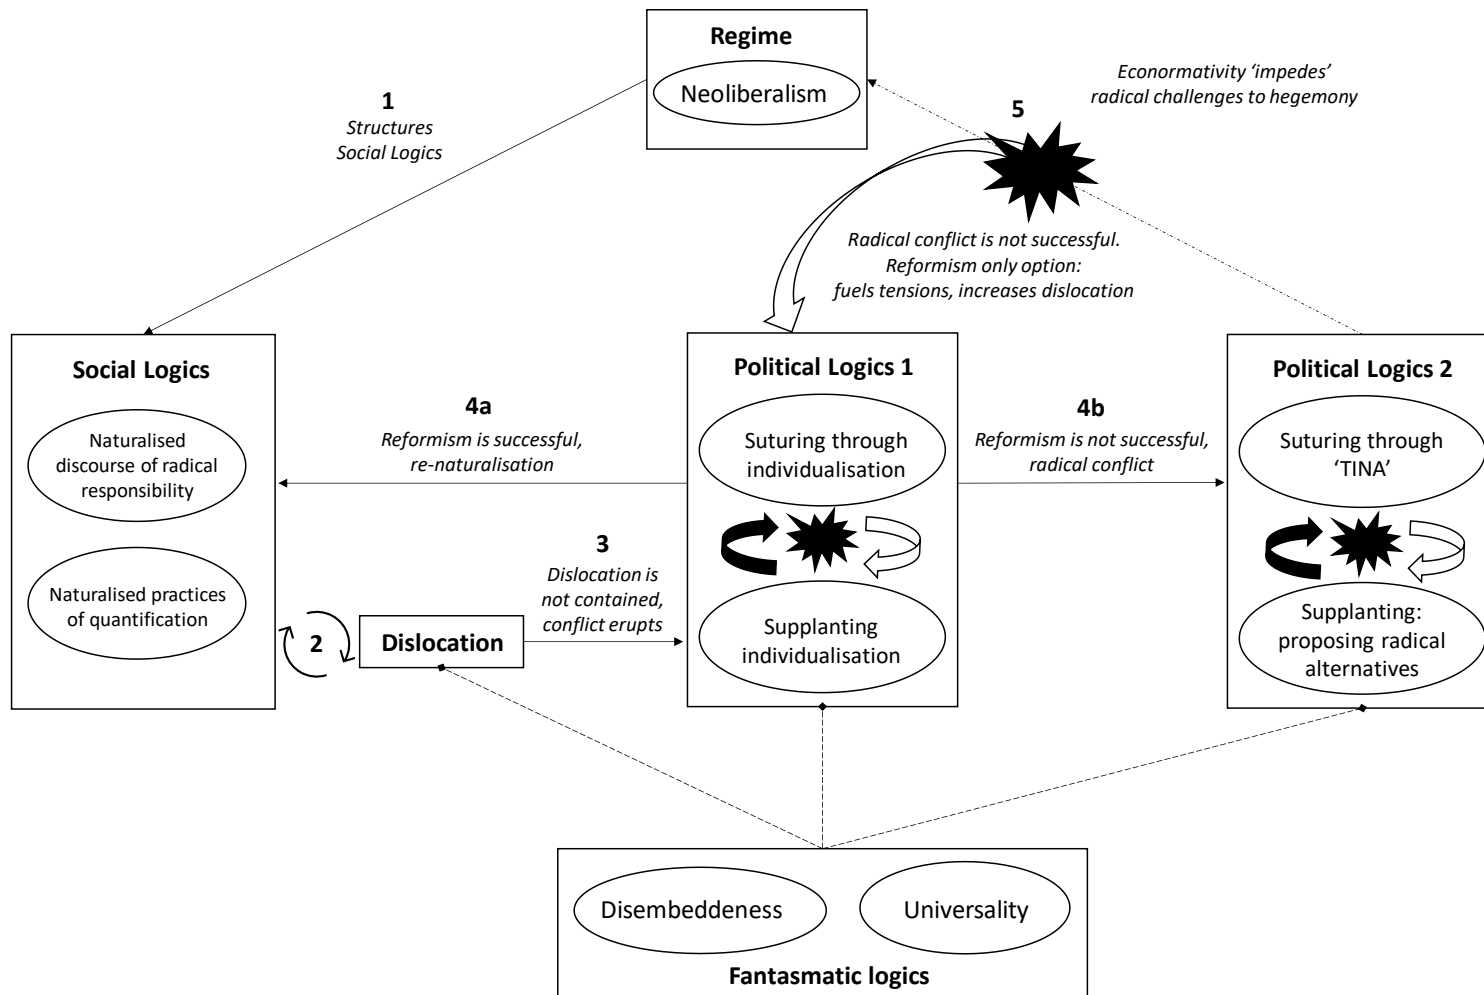 Regime
Neoliberalism
1
Structures
Social Logics
5
Econormativity ‘impedes’
radical challenges to hegemony
Radical conflict is not successful.
Reformism only option:
fuels tensions, increases dislocation
Social Logics
Naturalised
discourse of radical
responsibility
Naturalised practices
of quantification
4a
Reformism is successful,
re-naturalisation
2
Dislocation
3
Dislocation is
not contained,
conflict erupts
Political Logics 1
Suturing through
individualisation
Supplanting
individualisation
4b
Reformism is not successful,
radical conflict
Political Logics 2
Suturing through
‘TINA’
Supplanting:
proposing radical
alternatives
Disembeddeness
Universality
Fantasmatic logics